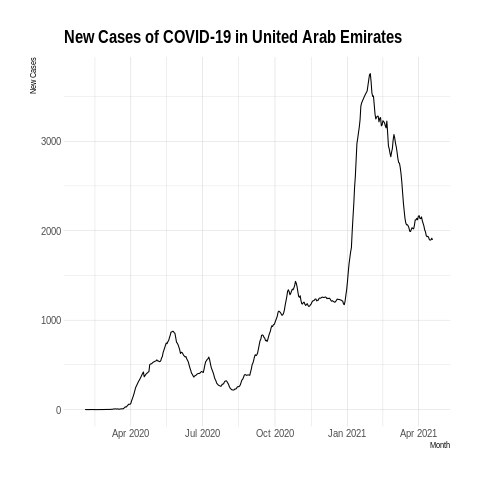 New Cases of COVID-19 in United Arab Emirates
New Cases
3000
2000
1000
0
Apr 2020 Jul 2020 Oct 2020 Jan 2021 Apr 2021
Month